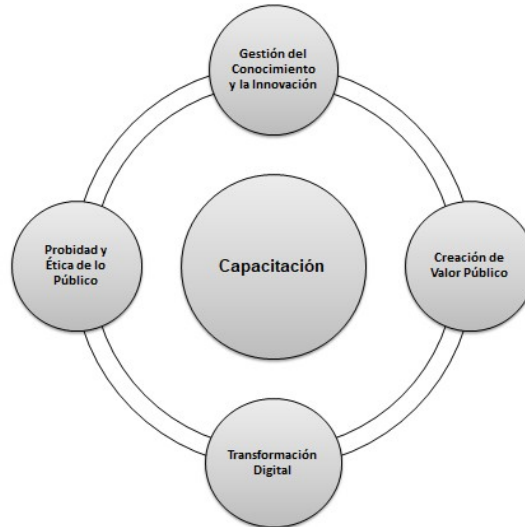 Gestión del
Conocimiento
y la Innovación
Probidad y
Ética de lo
Público
Capacitación
Creación de
Valor Público
Transformación
Digital